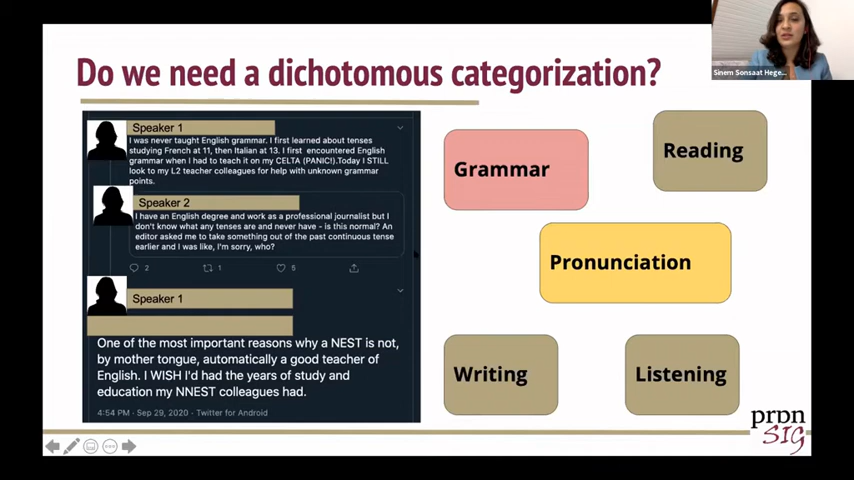 Sinem Sonsaat Hege...
Do we need a dichotomous categorization?
Speaker 1
I was never taught English grammar. I first learned about tenses
studying French at 11, then Italian at 13. I first encountered English
grammar when I had to teach it on my CELTA (PANIC!).Today I STILL
look to my L2 teacher colleagues for help with unknown grammar
points.
Speaker 2
I have an English degree and work as a professional journalist but I
don't know what any tenses are and never have - is this normal? An
editor asked me to take something out of the past continuous tense
earlier and I was like, I'm sorry, who?
2
1
6
Speaker 1
One of the most important reasons why a NEST is not,
by mother tongue, automatically a good teacher of
English. I WISH I'd had the years of study and
education my NNEST colleagues had.
4:54 PM · Sep 29, 2020 · Twitter for Android
Grammar
Reading
Pronunciation
Writing
Listening
prɒn
SIG